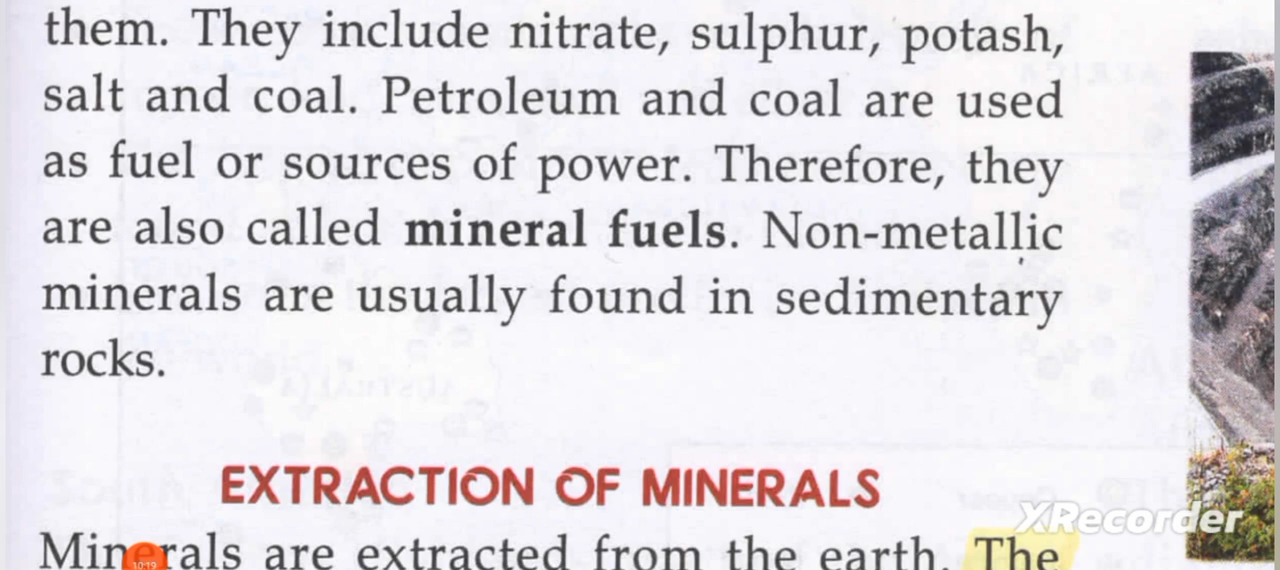 them. They include nitrate, sulphur, potash,
salt and coal. Petroleum and coal are used
as fuel or sources of power. Therefore, they
are also called mineral fuels. Non-metallic
minerals are usually found in sedimentary
rocks.
EXTRACTION OF MINERALS
XRecorder
Minerals are extracted from the earth. The
10:19